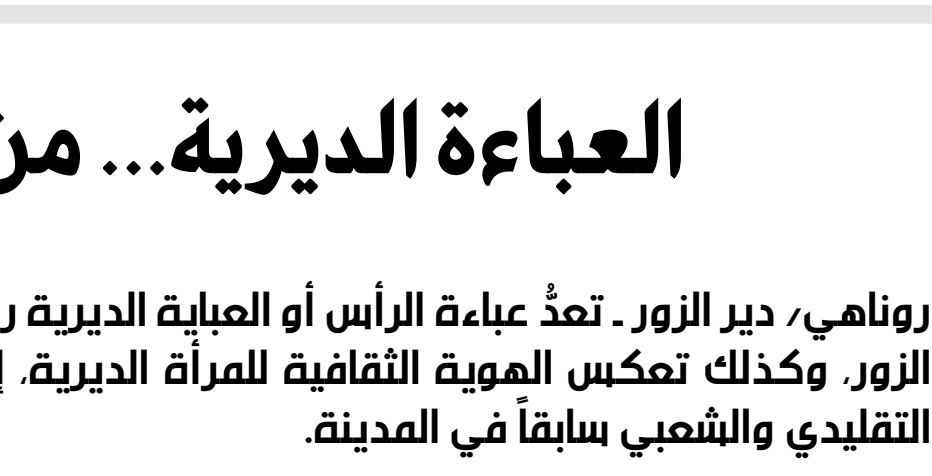 العباءة الديرية... من
روناهي/ دير الزور ـ تعدُّ عباءة الرأس أو العباية الديرية
الزور، وكذلك تعكس الهوية الثقافية للمرأة الديرية،
التقليدي والشعبي سابقاً في المدينة.